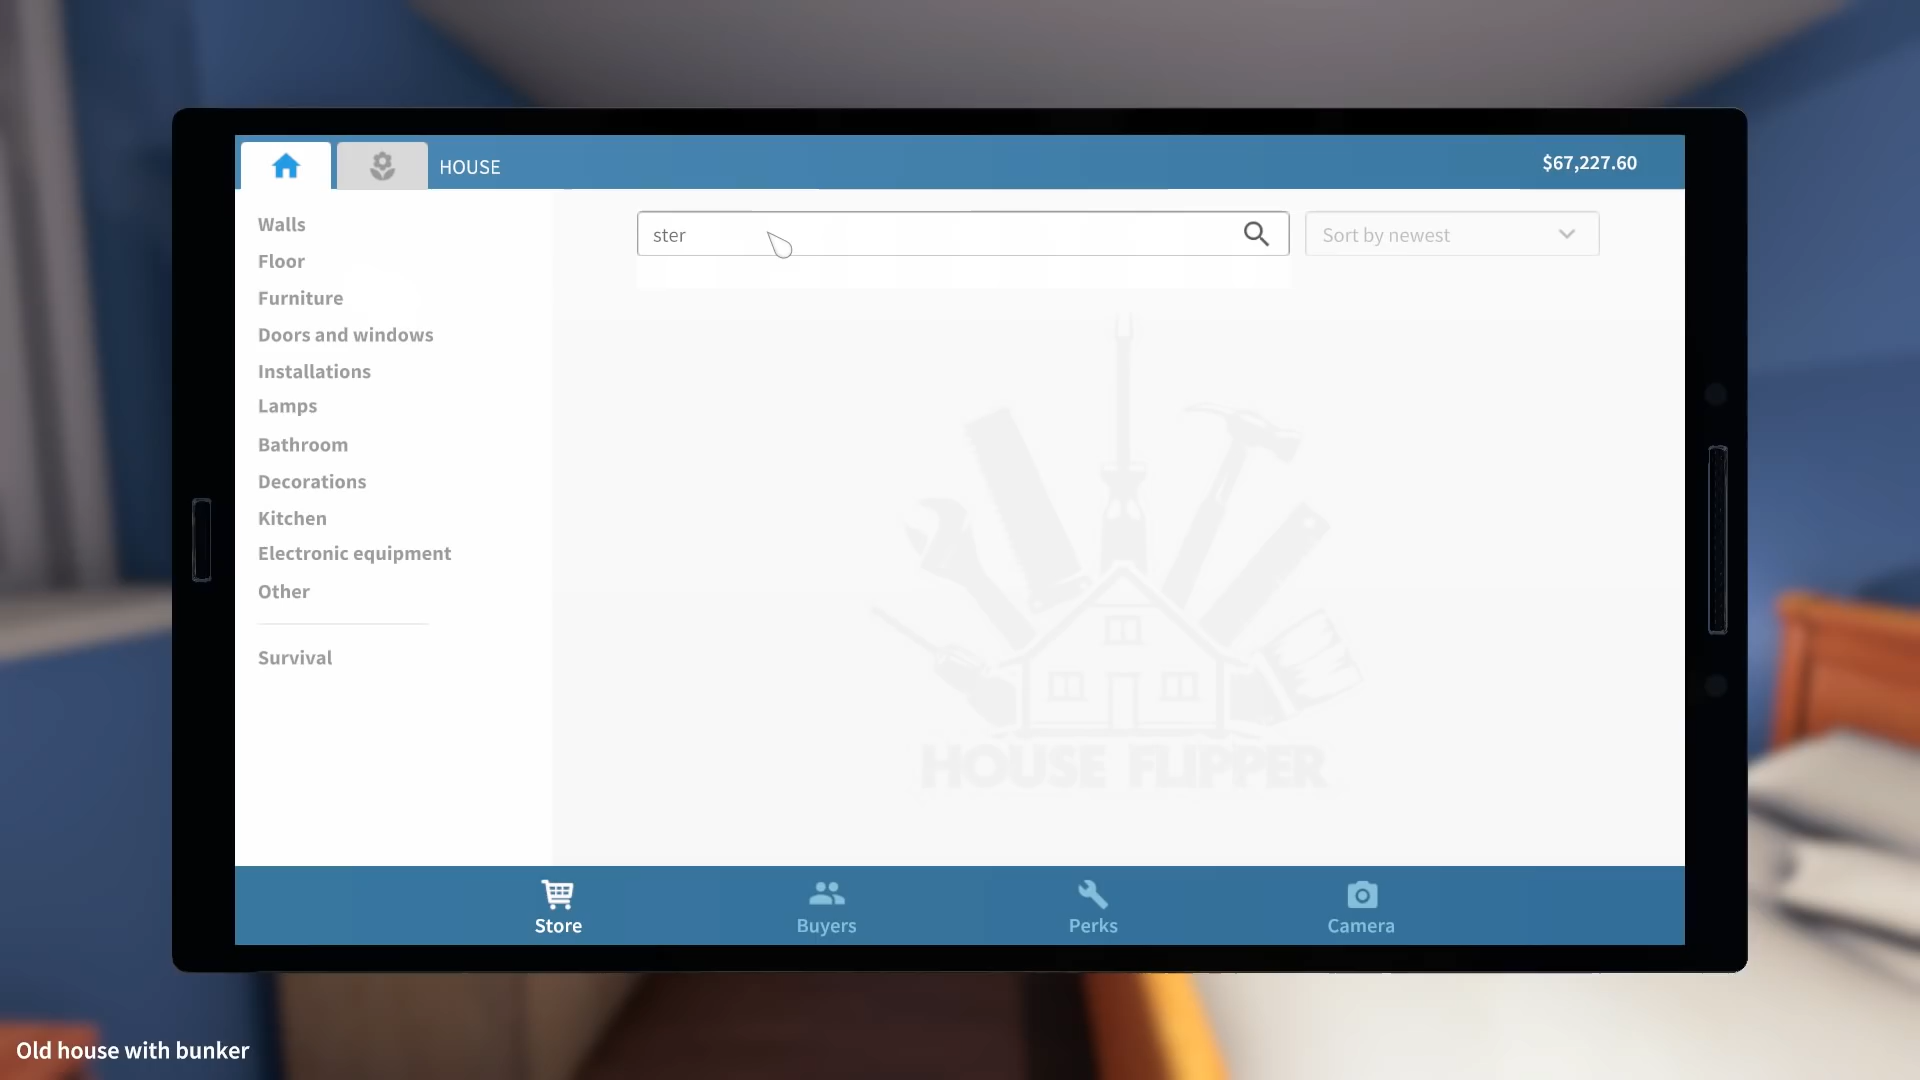 HOUSE
$67,227.60
ster
Sort by newest
Walls
Floor
Furniture
Doors and windows
Installations
Lamps
Bathroom
Decorations
Kitchen
Electronic equipment
Other
Survival
HOUSE FLIPPER
Store
Buyers
Perks
Camera
Old house with bunker